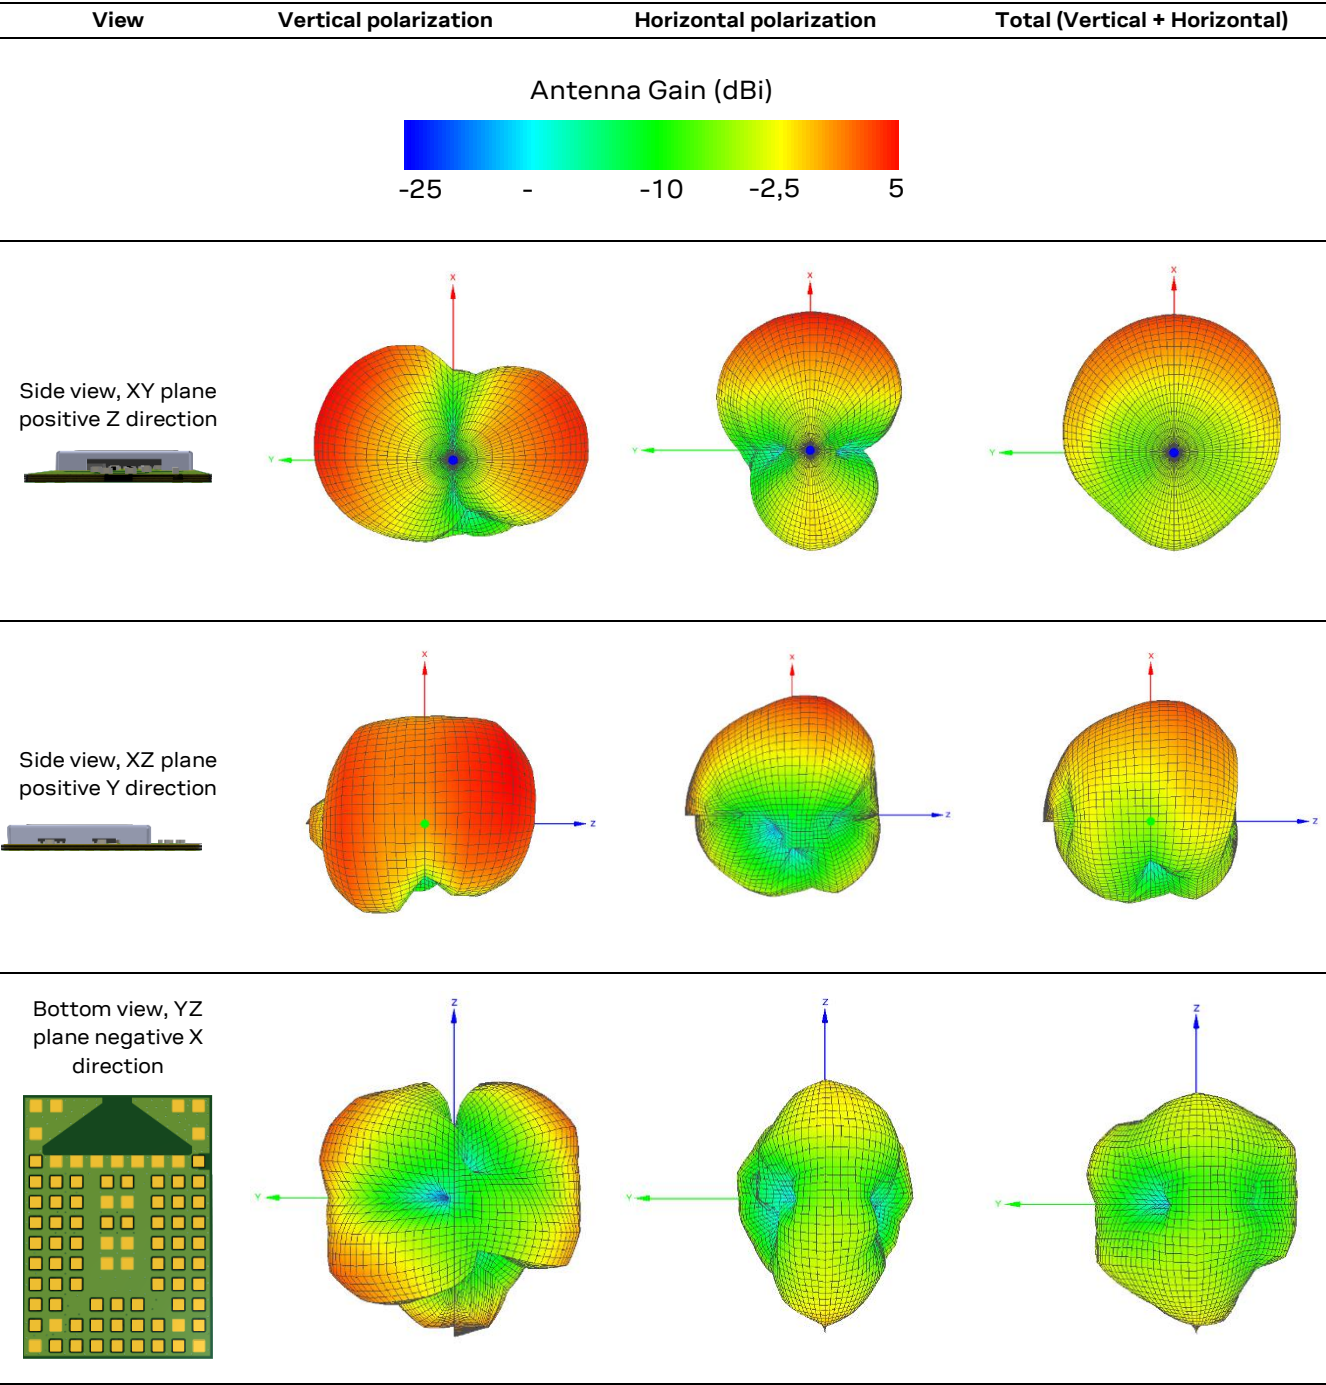 View Vertical polarization Horizontal polarization Total (Vertical + Horizontal)
Antenna Gain (dBi)
-25 - -10 -2,5 5
X
X
X
Side view, XY plane
positive Z direction
Y
Y
Y
X
X
X
Side view, XZ plane
positive Y direction
Z
Z
Z
Bottom view, YZ
plane negative X
direction
Z
Z
Z
Y
Y
Y